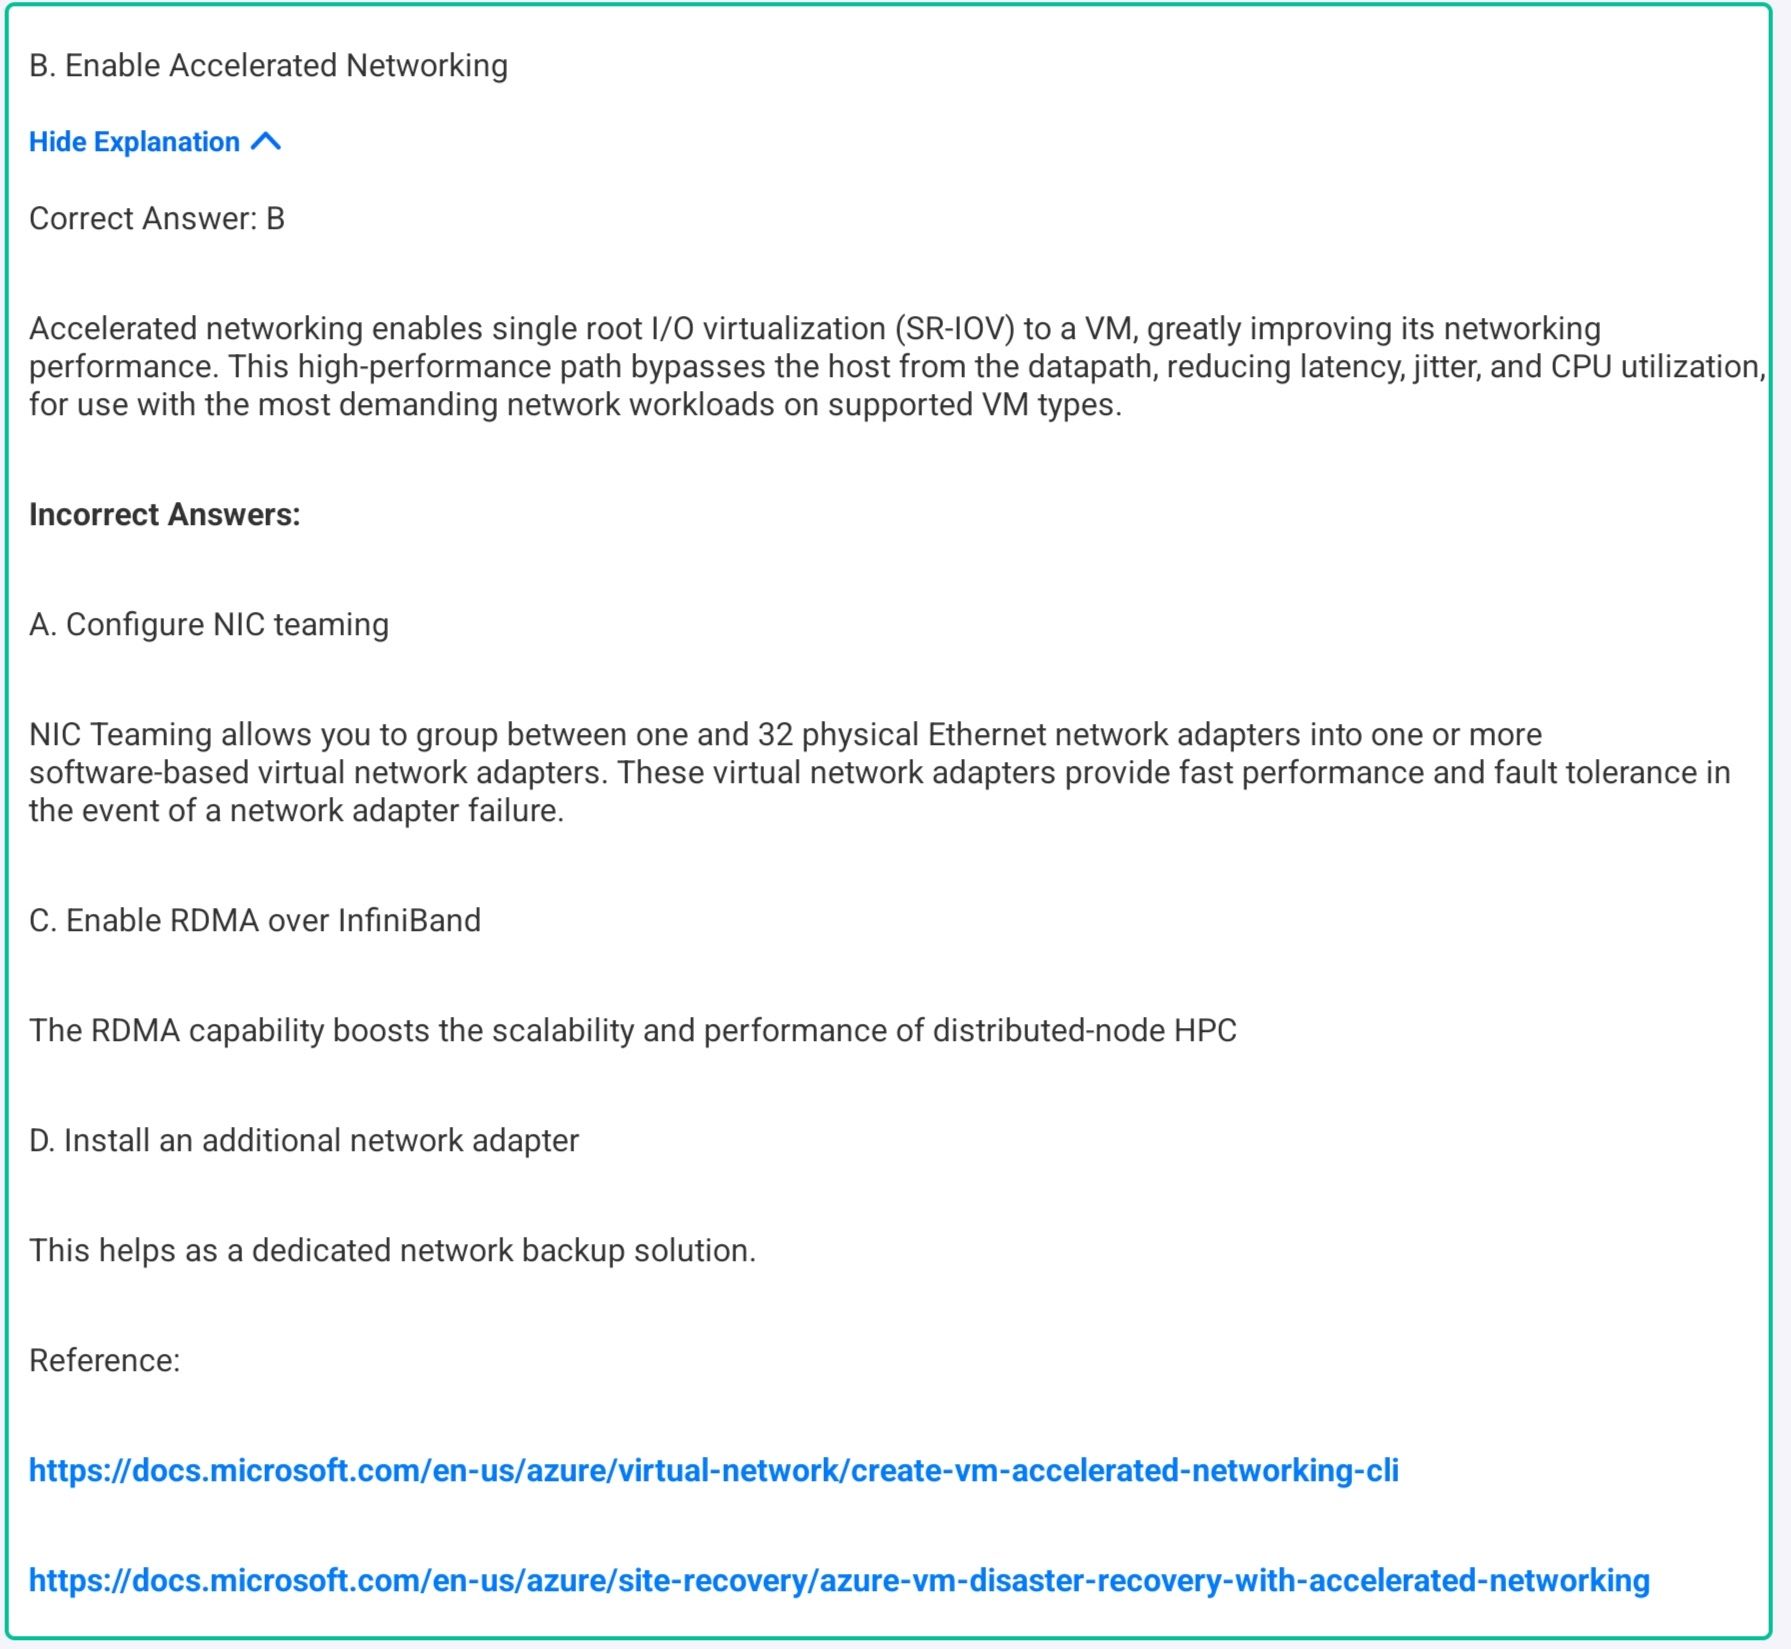 B. Enable Accelerated Networking
Hide Explanation
Correct Answer: B
Accelerated networking enables single root I/O virtualization (SR-IOV) to a VM, greatly improving its networking
performance. This high-performance path bypasses the host from the datapath, reducing latency, jitter, and CPU utilization,
for use with the most demanding network workloads on supported VM types.
Incorrect Answers:
A. Configure NIC teaming
NIC Teaming allows you to group between one and 32 physical Ethernet network adapters into one or more
software-based virtual network adapters. These virtual network adapters provide fast performance and fault tolerance in
the event of a network adapter failure.
C. Enable RDMA over InfiniBand
The RDMA capability boosts the scalability and performance of distributed-node HPC
D. Install an additional network adapter
This helps as a dedicated network backup solution.
Reference:
https://docs.microsoft.com/en-us/azure/virtual-network/create-vm-accelerated-networking-cli
https://docs.microsoft.com/en-us/azure/site-recovery/azure-vm-disaster-recovery-with-accelerated-networking